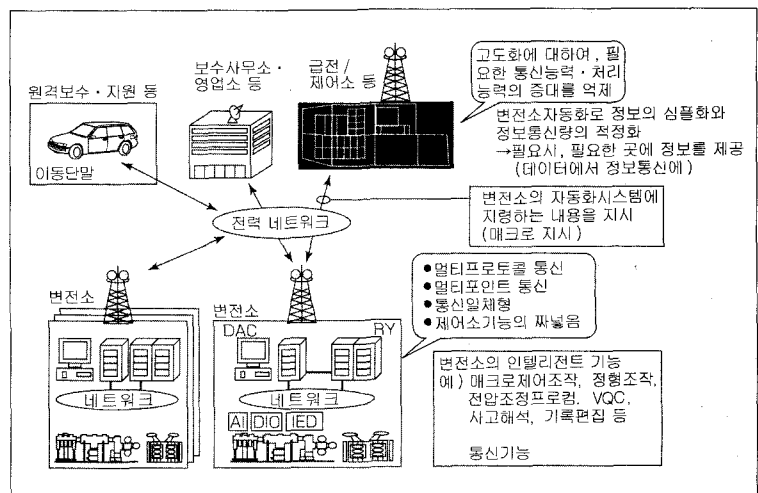 원격보수·지원 등
이동단말
보수사무소·
영업소 등
급전/
제어소 등
고도화에 대하여, 필
요한 통신능력·처리
능력의 증대를 억제
변전소자동화로 정보의 심플화와
정보통신량의 적정화
→필요시, 필요한 곳에 정보를 제공
(데이터에서 정보통신에)
전력 네트워크
변전소의 자동화시스템에
지령하는 내용을 지시
(매크로 지시)
변전소
네트워크
변전소
DAC
RY
네트워크
AI DIO IED
●멀티프로토콜 통신
●멀티포인트 통신
●통신일체형
●제어소기능의 짜넣음
변전소의 인텔리전트 기능
예) 매크로제어조작, 정형조작,
전압조정프로컴. VQC,
사고해석, 기록편집 등
통신기능